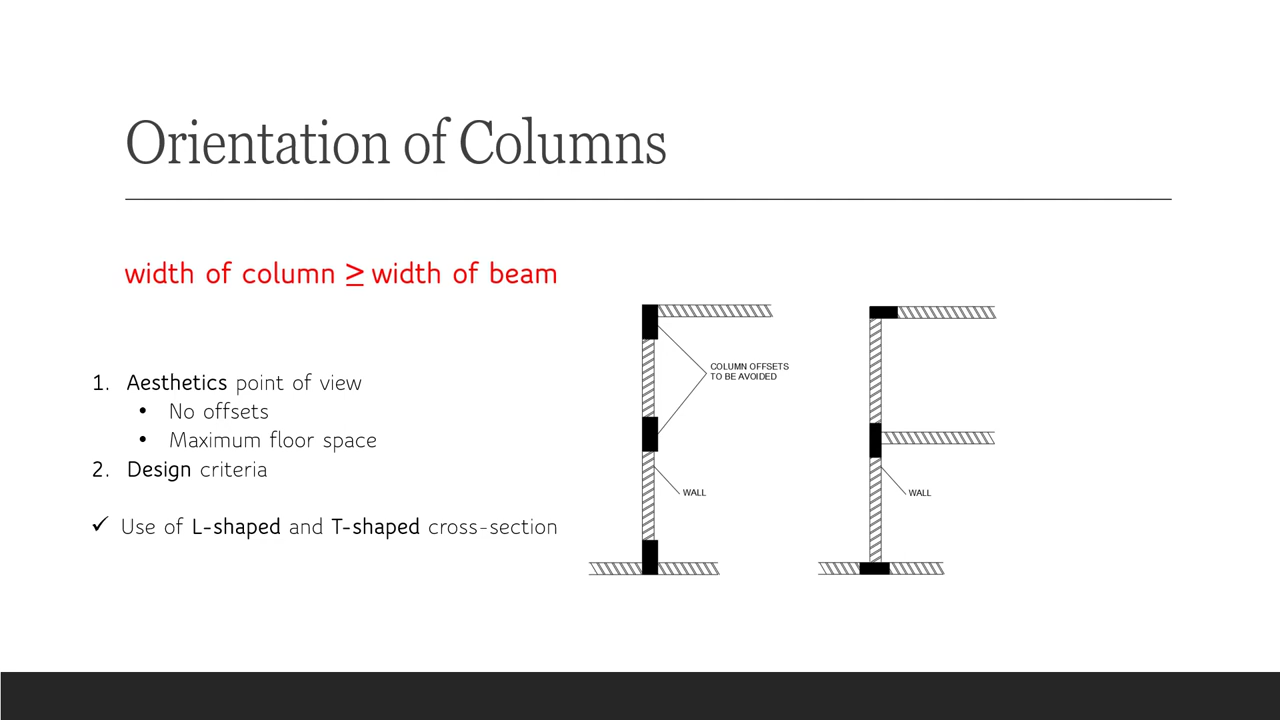 Orientation of Columns
width of column ≥ width of beam
1. Aesthetics point of view
• No offsets
• Maximum floor space
2. Design criteria
✓ Use of L-shaped and T-shaped cross-section
COLUMN OFFSETS
TO BE AVOIDED
WALL
WALL